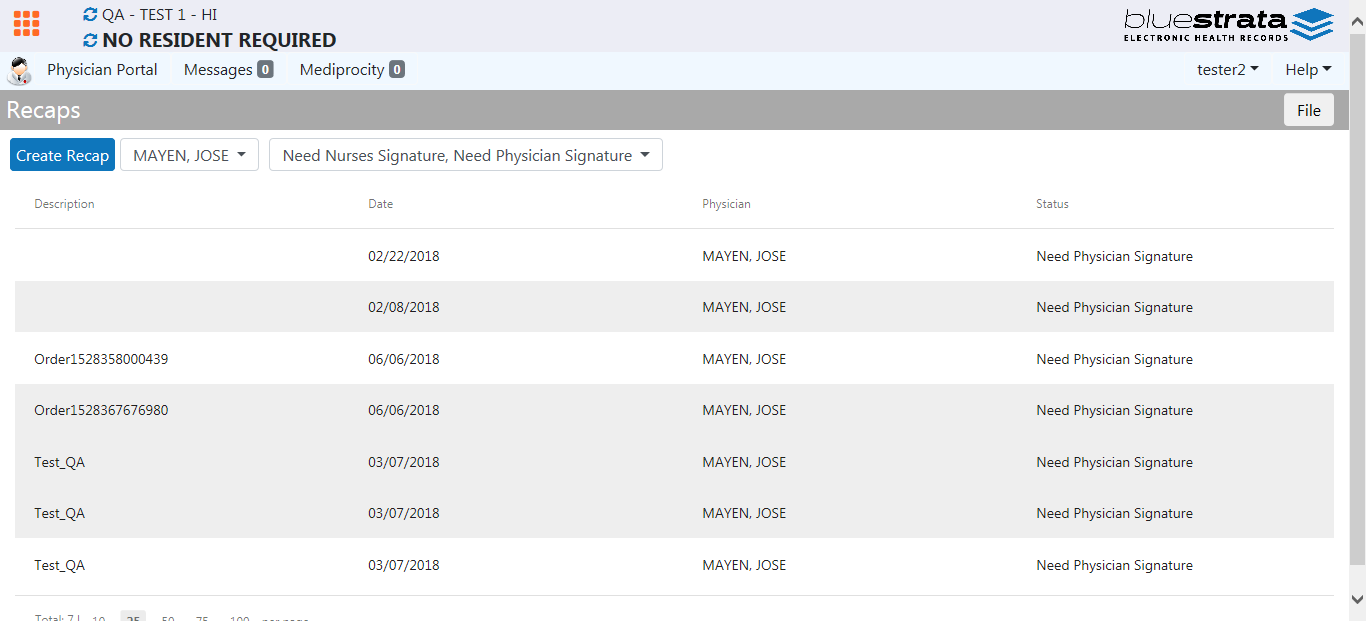 QA - TEST 1 - HI
NO RESIDENT REQUIRED
bluestrata
ELECTRONIC HEALTH RECORDS
Physician Portal Messages 0 Mediprocity 0 tester2 Help
Recaps File
Create Recap MAYEN, JOSE Need Nurses Signature, Need Physician Signature
Description Date Physician Status
02/22/2018 MAYEN, JOSE Need Physician Signature
02/08/2018 MAYEN, JOSE Need Physician Signature
Order1528358000439 06/06/2018 MAYEN, JOSE Need Physician Signature
Order1528367676980 06/06/2018 MAYEN, JOSE Need Physician Signature
Test_QA 03/07/2018 MAYEN, JOSE Need Physician Signature
Test_QA 03/07/2018 MAYEN, JOSE Need Physician Signature
Test_QA 03/07/2018 MAYEN, JOSE Need Physician Signature
Total: 7 | 10 25 50 75 100 per page